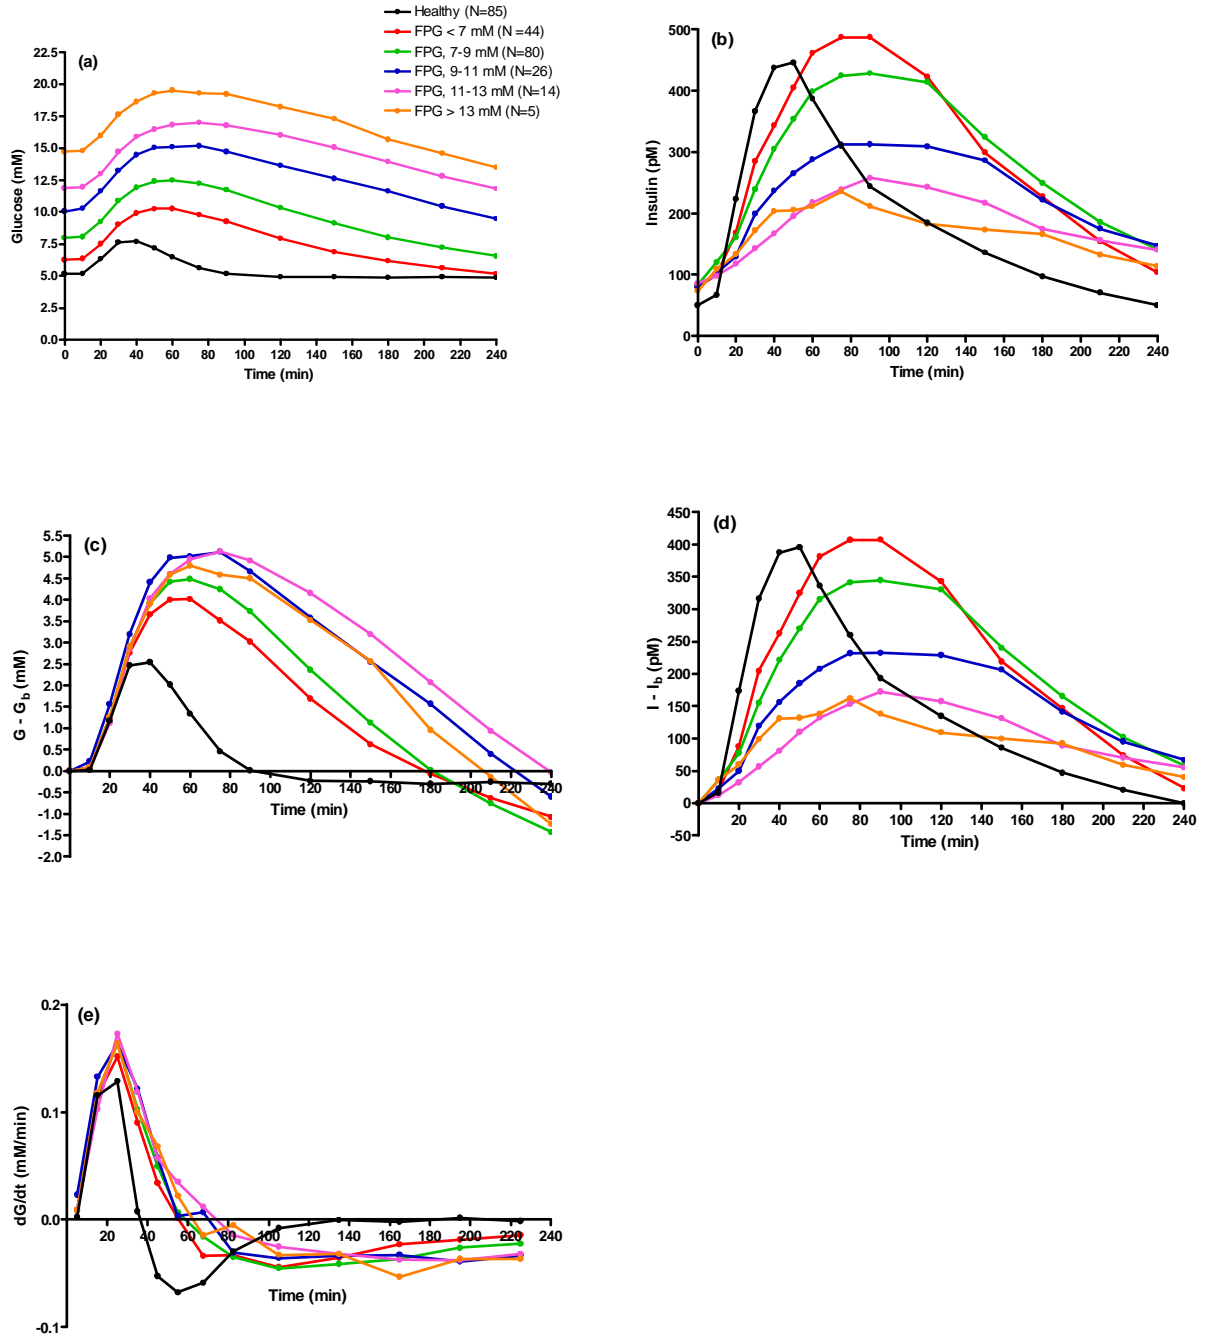 Healthy (N=85)
FPG < 7 mM (N =44)
FPG, 7-9 mM (N=80)
FPG, 9-11 mM (N=26)
FPG, 11-13 mM (N=14)
FPG > 13 mM (N=5)
(a)
Glucose (mM)
22.5
20.0
17.5
15.0
12.5
10.0
7.5
5.0
2.5
0.0
0 20 40 60 80 100 120 140 160 180 200 220 240
Time (min)
(b)
Insulin (pM)
500
400
300
200
100
0
0 20 40 60 80 100 120 140 160 180 200 220 240
Time (min)
(c)
G - Gb (mM)
5.5
5.0
4.5
4.0
3.5
3.0
2.5
2.0
1.5
1.0
0.5
0.0
-0.5
-1.0
-1.5
-2.0
20 40 60 80 100 120 140 160 180 200 220 240
Time (min)
(d)
I - Ib (pM)
450
400
350
300
250
200
150
100
50
0
-50
20 40 60 80 100 120 140 160 180 200 220 240
Time (min)
(e)
dG/dt (mM/min)
0.2
0.1
0.0
-0.1
20 40 60 80 100 120 140 160 180 200 220 240
Time (min)